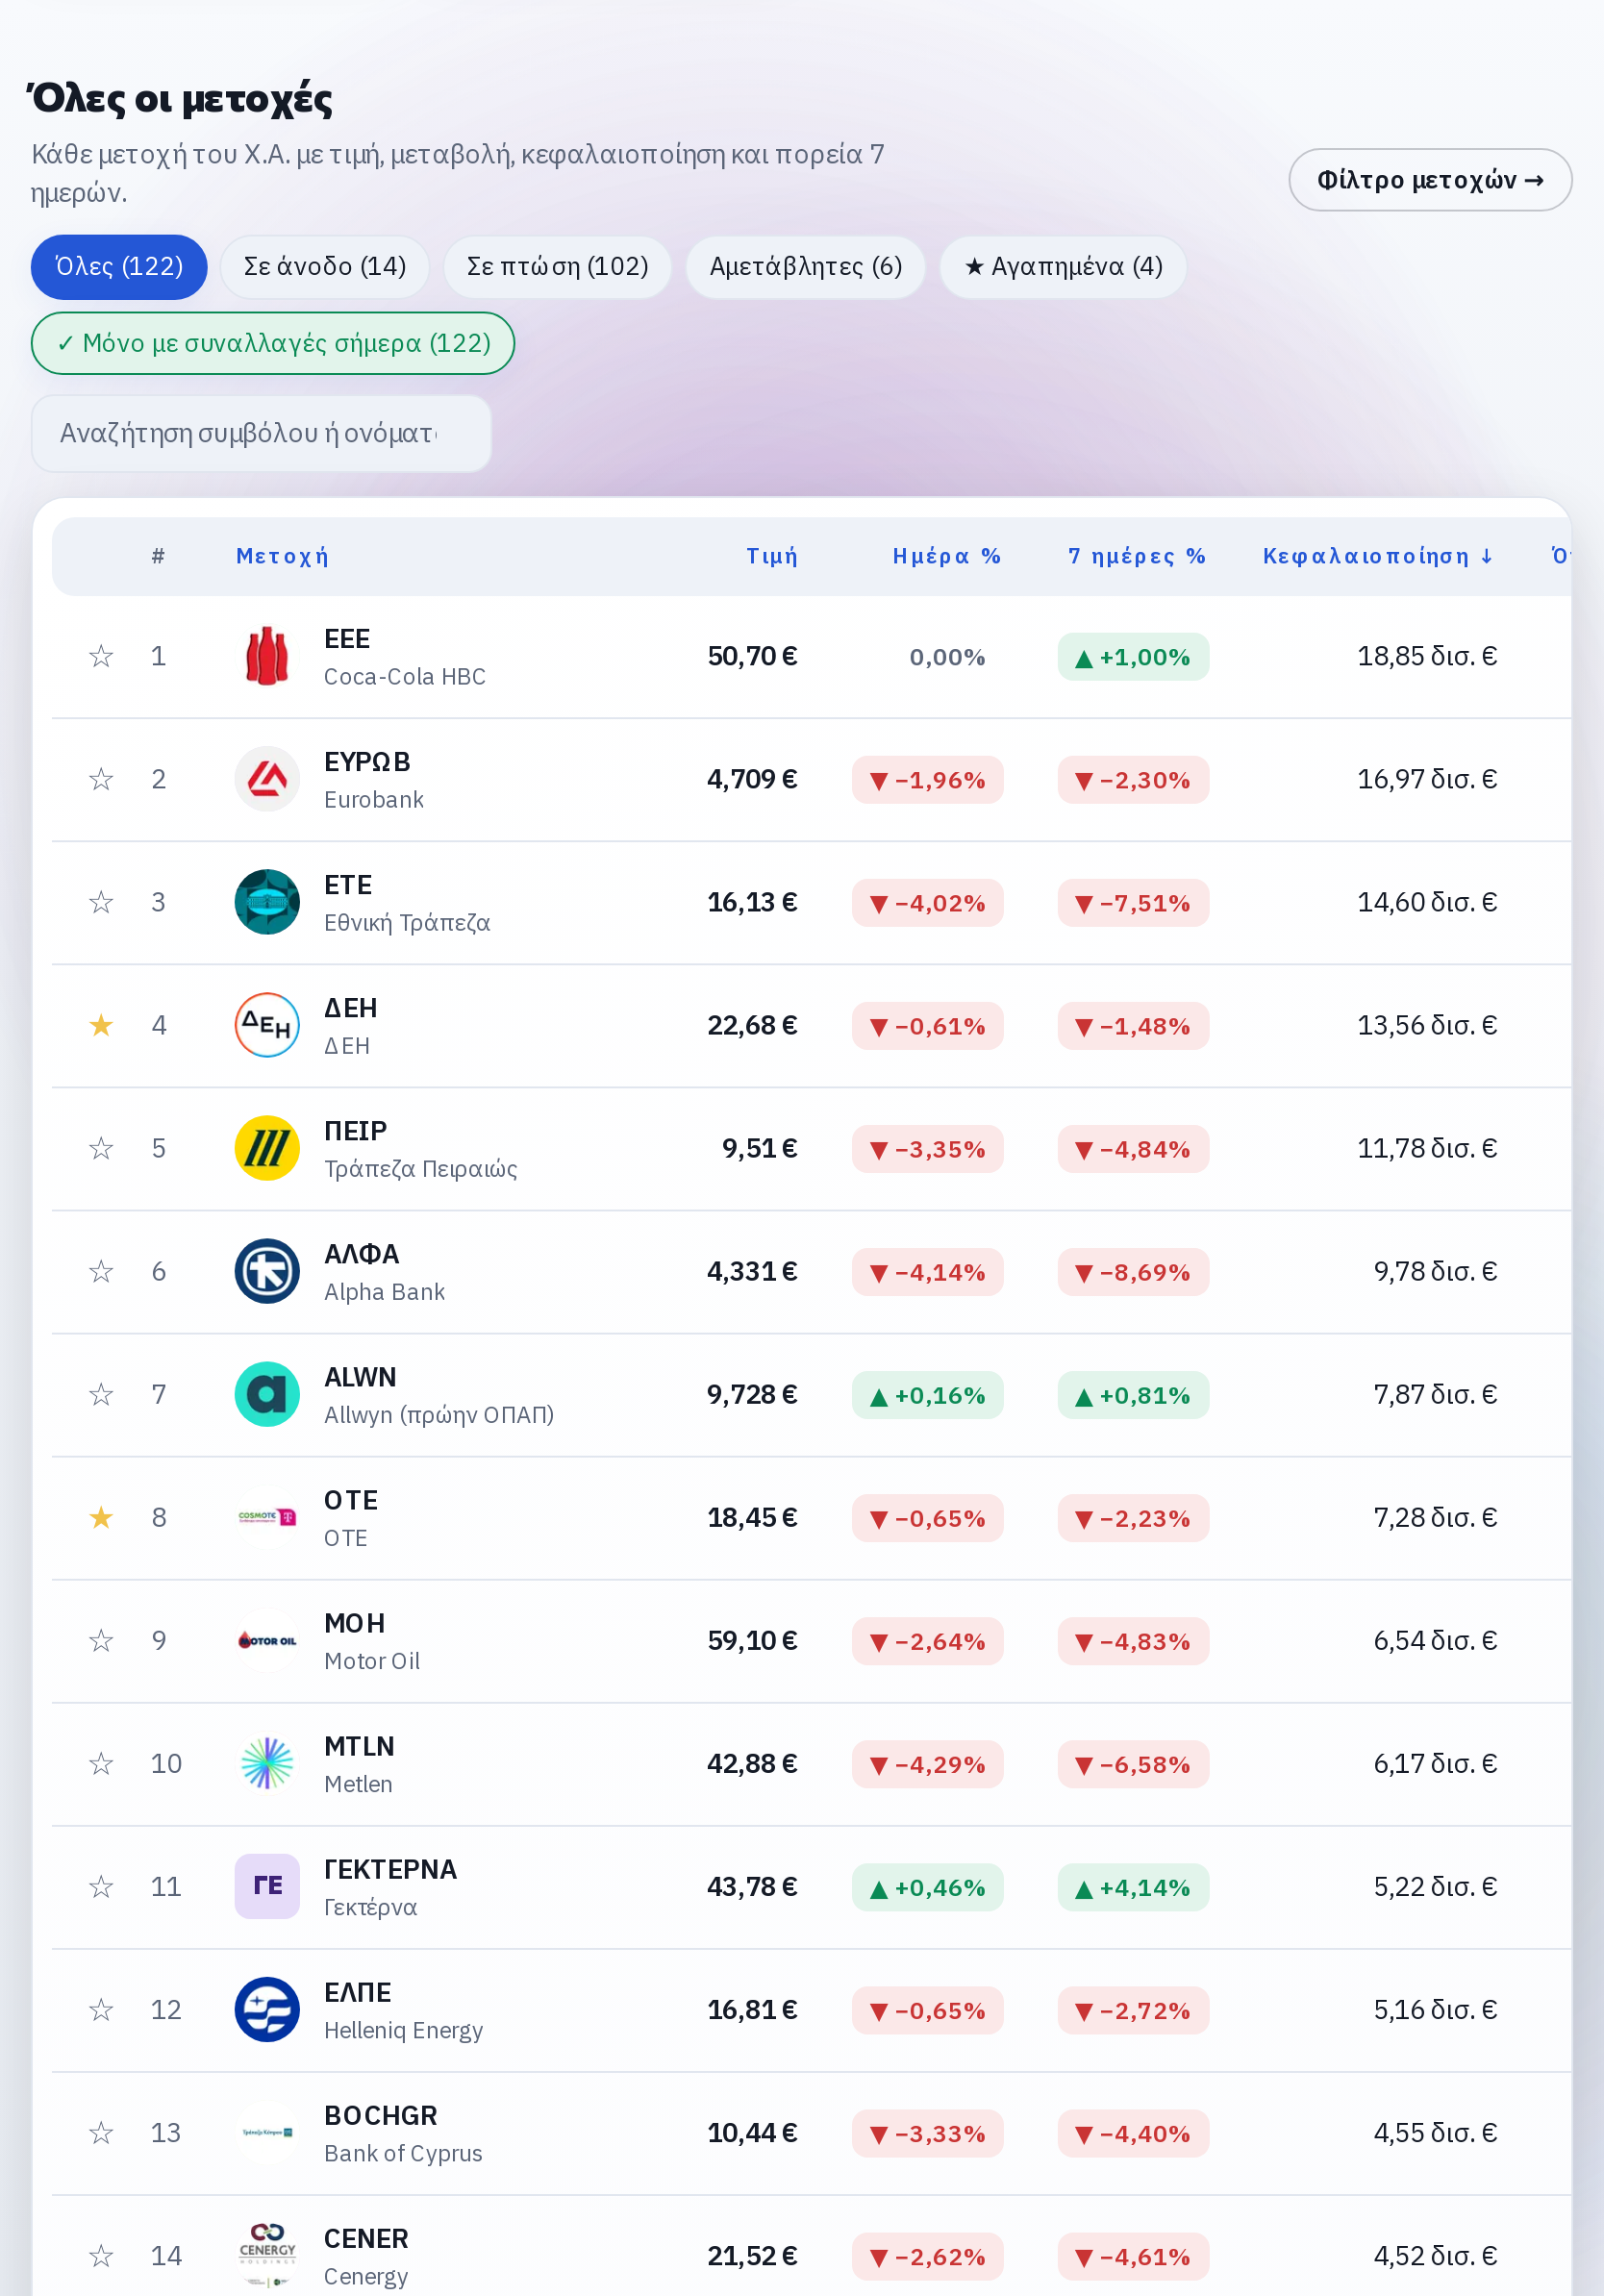 Όλες οι μετοχές
Κάθε μετοχή του Χ.Α. με τιμή, μεταβολή, κεφαλαιοποίηση και πορεία 7
ημερών.
Φίλτρο μετοχών →
Όλες (122) Σε άνοδο (14) Σε πτώση (102) Αμετάβλητες (6) ★ Αγαπημένα (4)
✓ Μόνο με συναλλαγές σήμερα (122)
Αναζήτηση συμβόλου ή ονόματ
# Μετοχή Τιμή Ημέρα % 7 ημέρες % Κεφαλαιοποίηση ↓
☆ 1 ΕΕΕ 50,70 € 0,00% ▲ +1,00% 18,85 δισ. €
Coca-Cola HBC
☆ 2 ΕΥΡΩΒ 4,709 € ▼ −1,96% ▼ −2,30% 16,97 δισ. €
Eurobank
☆ 3 ΕΤΕ 16,13 € ▼ −4,02% ▼ −7,51% 14,60 δισ. €
Εθνική Τράπεζα
★ 4 ΔΕΗ ΔΕΗ 22,68 € ▼ −0,61% ▼ −1,48% 13,56 δισ. €
ΔΕΗ
☆ 5 ΠΕΙΡ 9,51 € ▼ −3,35% ▼ −4,84% 11,78 δισ. €
Τράπεζα Πειραιώς
☆ 6 ΑΛΦΑ 4,331 € ▼ −4,14% ▼ −8,69% 9,78 δισ. €
Alpha Bank
☆ 7 a ALWN 9,728 € ▲ +0,16% ▲ +0,81% 7,87 δισ. €
Allwyn (πρώην ΟΠΑΠ)
★ 8 COSMOTE T ΟΤΕ 18,45 € ▼ −0,65% ▼ −2,23% 7,28 δισ. €
ΟΤΕ
☆ 9 MOTOR OIL ΜΟΗ 59,10 € ▼ −2,64% ▼ −4,83% 6,54 δισ. €
Motor Oil
☆ 10 MTLN 42,88 € ▼ −4,29% ▼ −6,58% 6,17 δισ. €
Metlen
☆ 11 ΓΕ ΓΕΚΤΕΡΝΑ 43,78 € ▲ +0,46% ▲ +4,14% 5,22 δισ. €
Γεκτέρνα
☆ 12 ΕΛΠΕ 16,81 € ▼ −0,65% ▼ −2,72% 5,16 δισ. €
Helleniq Energy
☆ 13 Τράπεζα Κύπρου BOCHGR 10,44 € ▼ −3,33% ▼ −4,40% 4,55 δισ. €
Bank of Cyprus
☆ 14 CENERGY HOLDINGS CENER 21,52 € ▼ −2,62% ▼ −4,61% 4,52 δισ. €
Cenergy